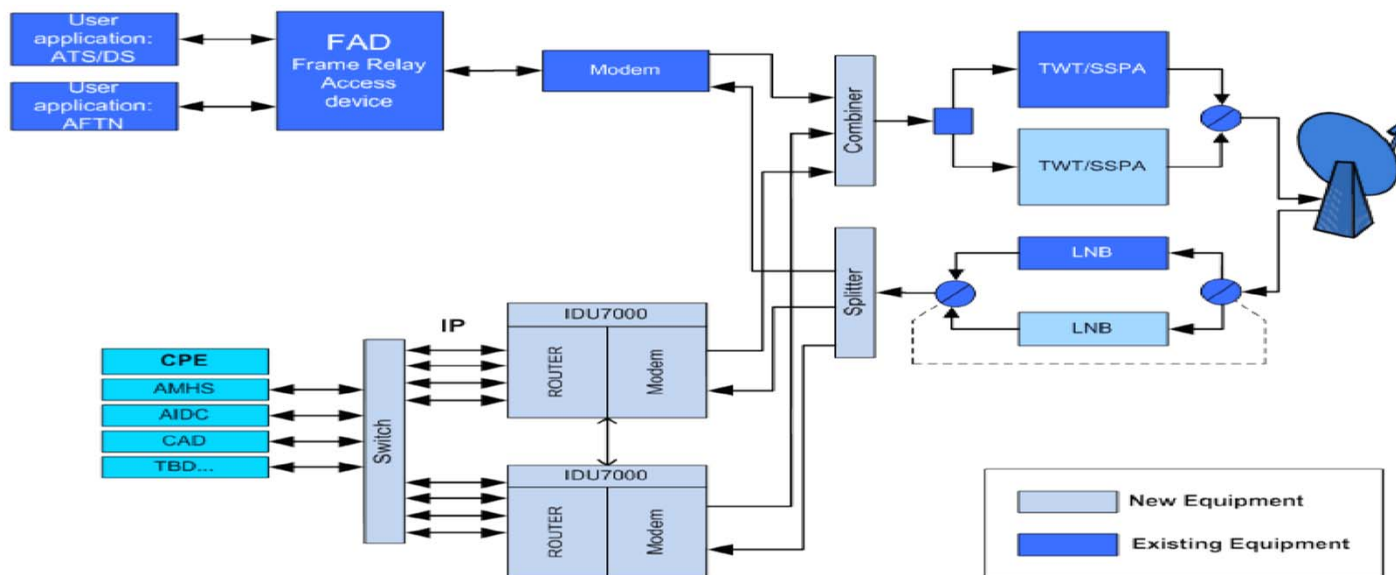 User
application:
ATS/DS
User
application:
AFTN
FAD
Frame Relay
Access
device
Modem
Combiner
TWT/SSPA
TWT/SSPA
Splitter
LNB
LNB
IP
IDU7000
ROUTER
Modem
CPE
AMHS
AIDC
CAD
TBD...
Switch
IDU7000
ROUTER
Modem
New Equipment
Existing Equipment